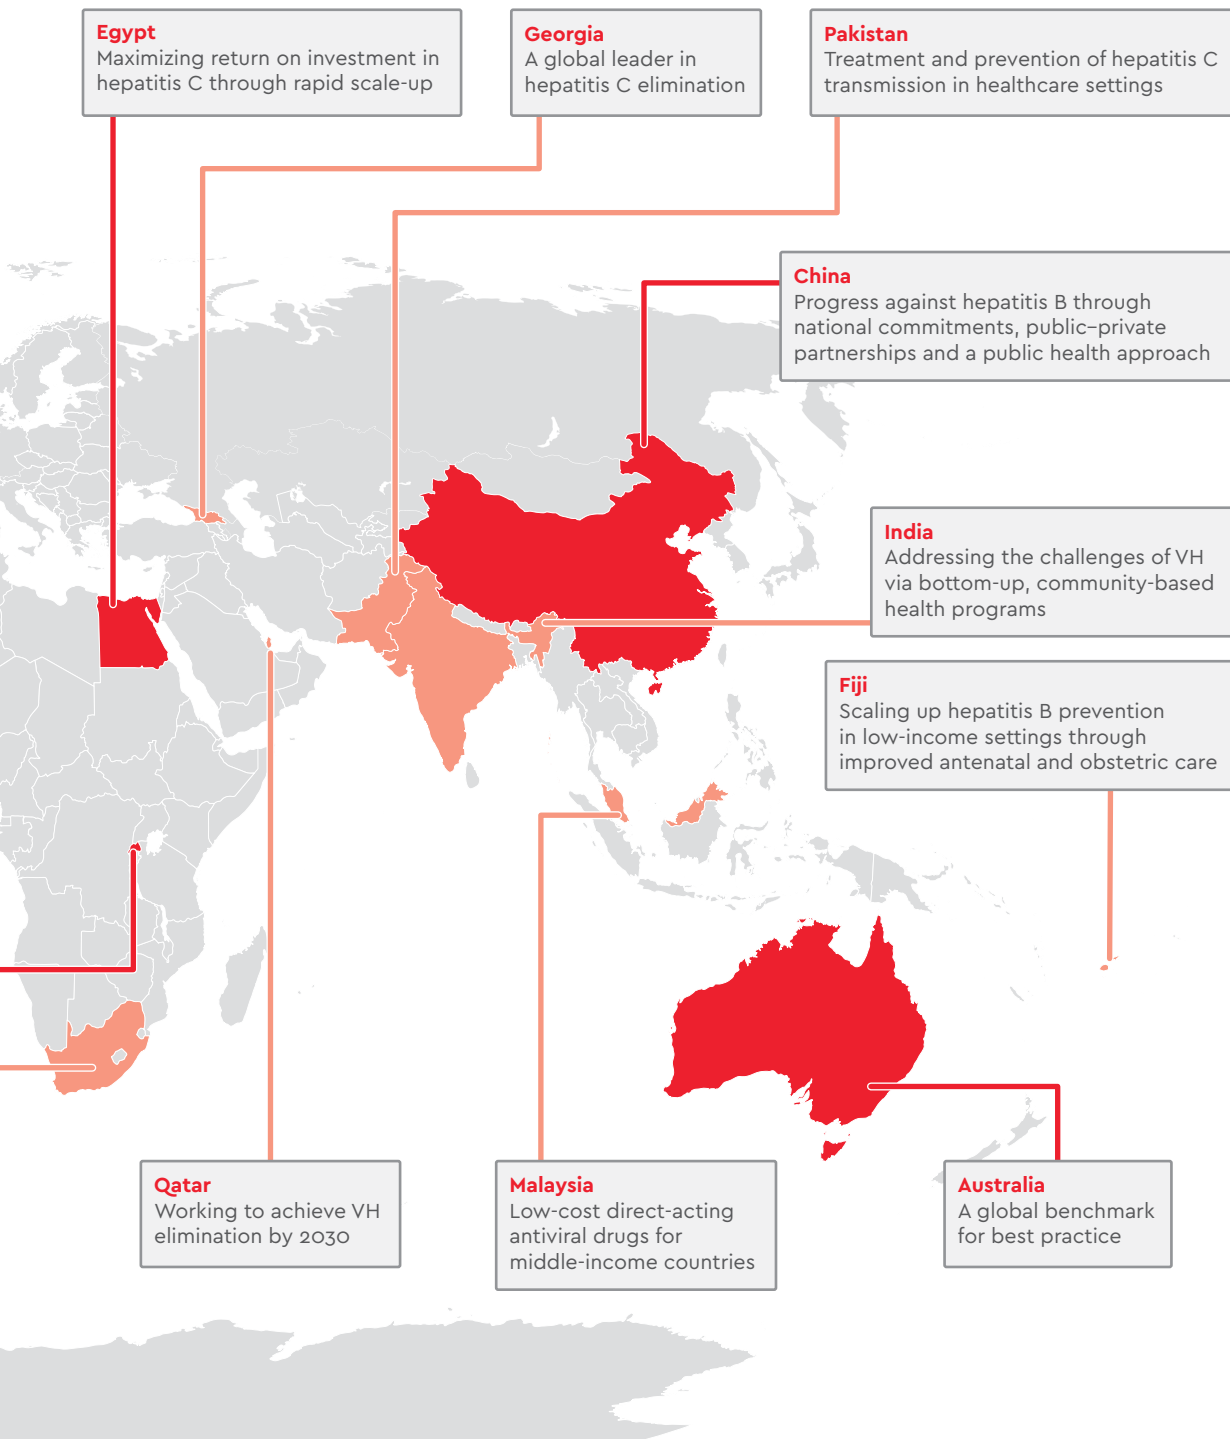 Egypt
Maximizing return on investment in
hepatitis C through rapid scale-up
Georgia
A global leader in
hepatitis C elimination
Pakistan
Treatment and prevention of hepatitis C
transmission in healthcare settings
China
Progress against hepatitis B through
national commitments, public–private
partnerships and a public health approach
India
Addressing the challenges of VH
via bottom-up, community-based
health programs
Fiji
Scaling up hepatitis B prevention
in low-income settings through
improved antenatal and obstetric care
Qatar
Working to achieve VH
elimination by 2030
Malaysia
Low-cost direct-acting
antiviral drugs for
middle-income countries
Australia
A global benchmark
for best practice